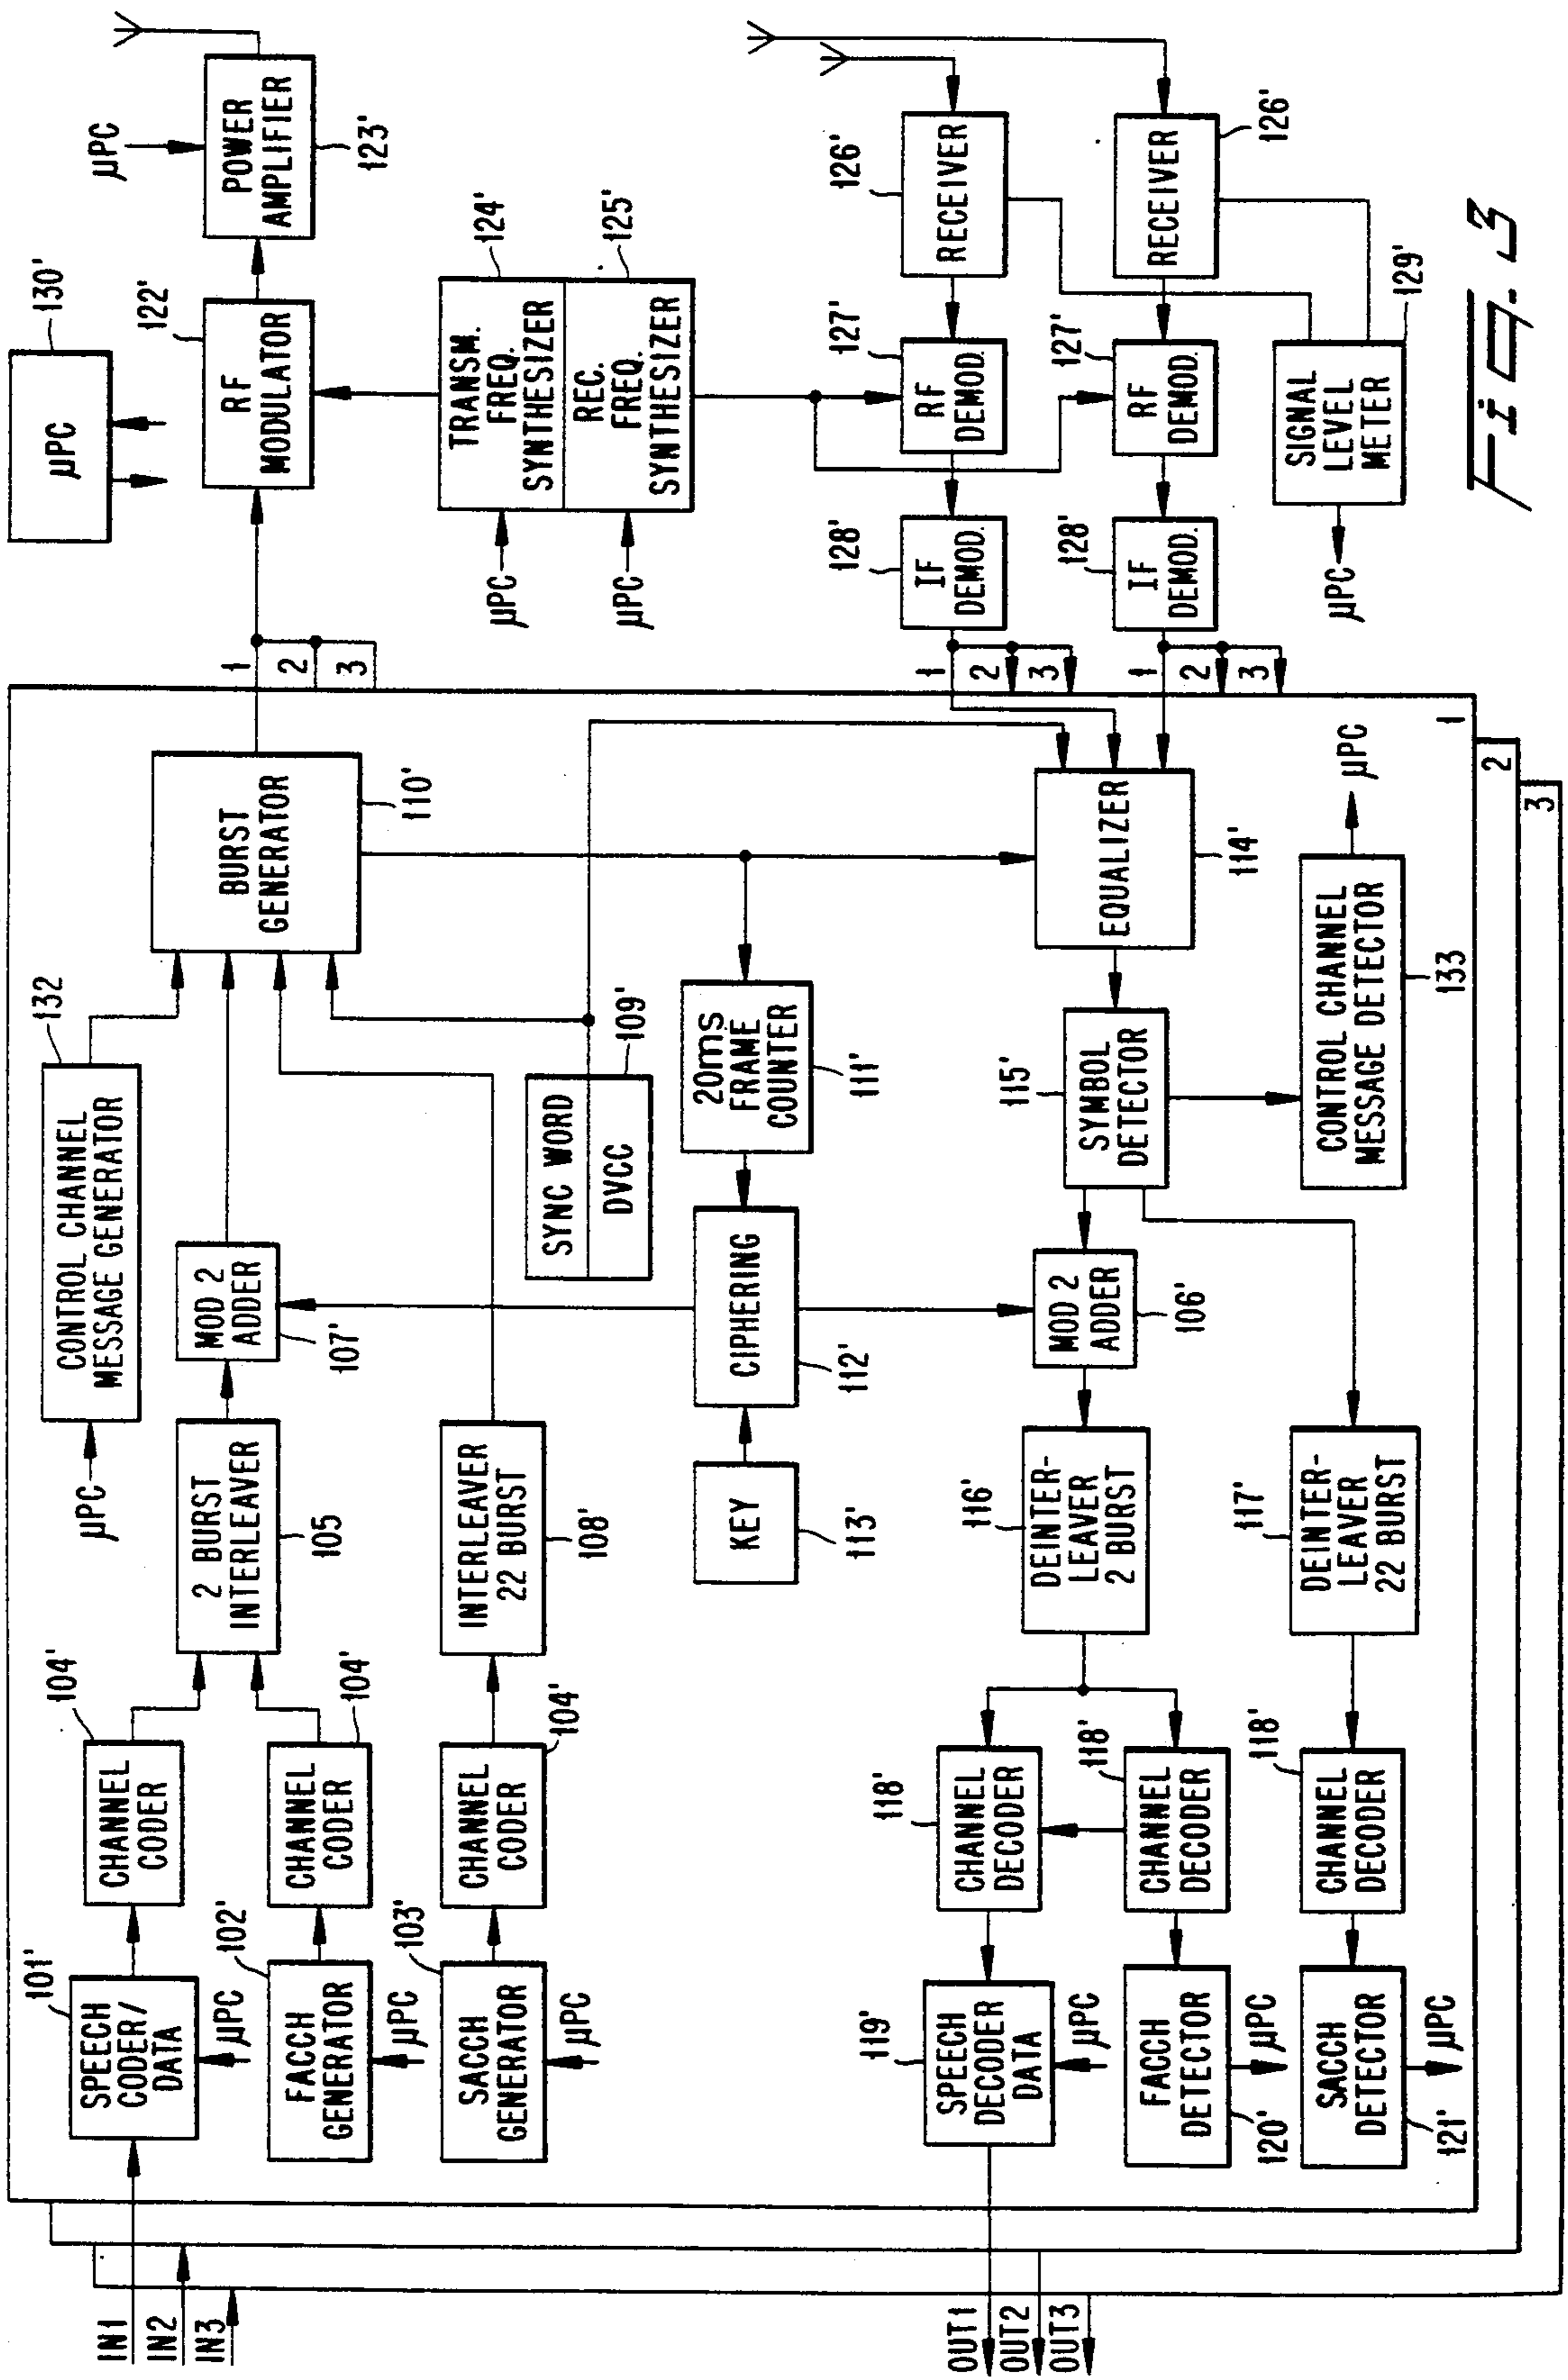 IN1
IN2
IN3
101'
SPEECH
CODER/
DATA
µPC
104'
CHANNEL
CODER
102'
FACCH
GENERATOR
µPC
104'
CHANNEL
CODER
103'
SACCH
GENERATOR
µPC
104'
CHANNEL
CODER
2 BURST
INTERLEAVER
105
INTERLEAVER
22 BURST
108'
µPC
CONTROL CHANNEL
MESSAGE GENERATOR
132
MOD 2
ADDER
107'
BURST
GENERATOR
110'
SYNC WORD
DVCC
109'
KEY
113'
CIPHERING
112'
20ms
FRAME
COUNTER
111'
1
2
3
RF
MODULATOR
122'
µPC
130'
µPC
POWER
AMPLIFIER
123'
µPC
µPC
TRANSM.
FREQ.
SYNTHESIZER
REC.
FREQ.
SYNTHESIZER
124'
125'
OUT1
OUT2
OUT3
119'
SPEECH
DECODER
DATA
µPC
118'
CHANNEL
DECODER
FACCH
DETECTOR
120'
µPC
118'
CHANNEL
DECODER
SACCH
DETECTOR
121'
µPC
118'
CHANNEL
DECODER
116'
DEINTER-
LEAVER
2 BURST
117'
DEINTER-
LEAVER
22 BURST
MOD 2
ADDER
106'
115'
SYMBOL
DETECTOR
EQUALIZER
114'
CONTROL CHANNEL
MESSAGE DETECTOR
133
µPC
1
2
3
1
2
3
1
2
3
128'
IF
DEMOD.
127'
RF
DEMOD.
126'
RECEIVER
128'
IF
DEMOD.
127'
RF
DEMOD.
RECEIVER
126'
µPC
SIGNAL
LEVEL
METER
129'
Fig. 3